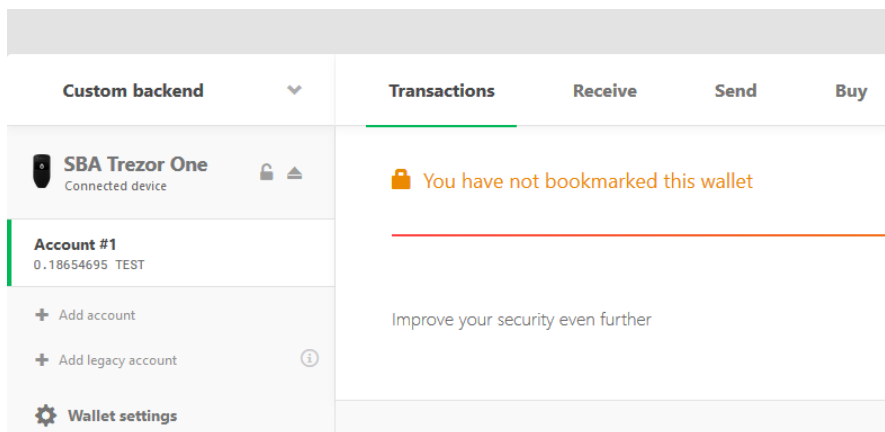 Custom backend
Transactions
Receive
Send
Buy
SBA Trezor One
Connected device
You have not bookmarked this wallet
Account #1
0.18654695 TEST
Add account
Improve your security even further
Add legacy account
Wallet settings